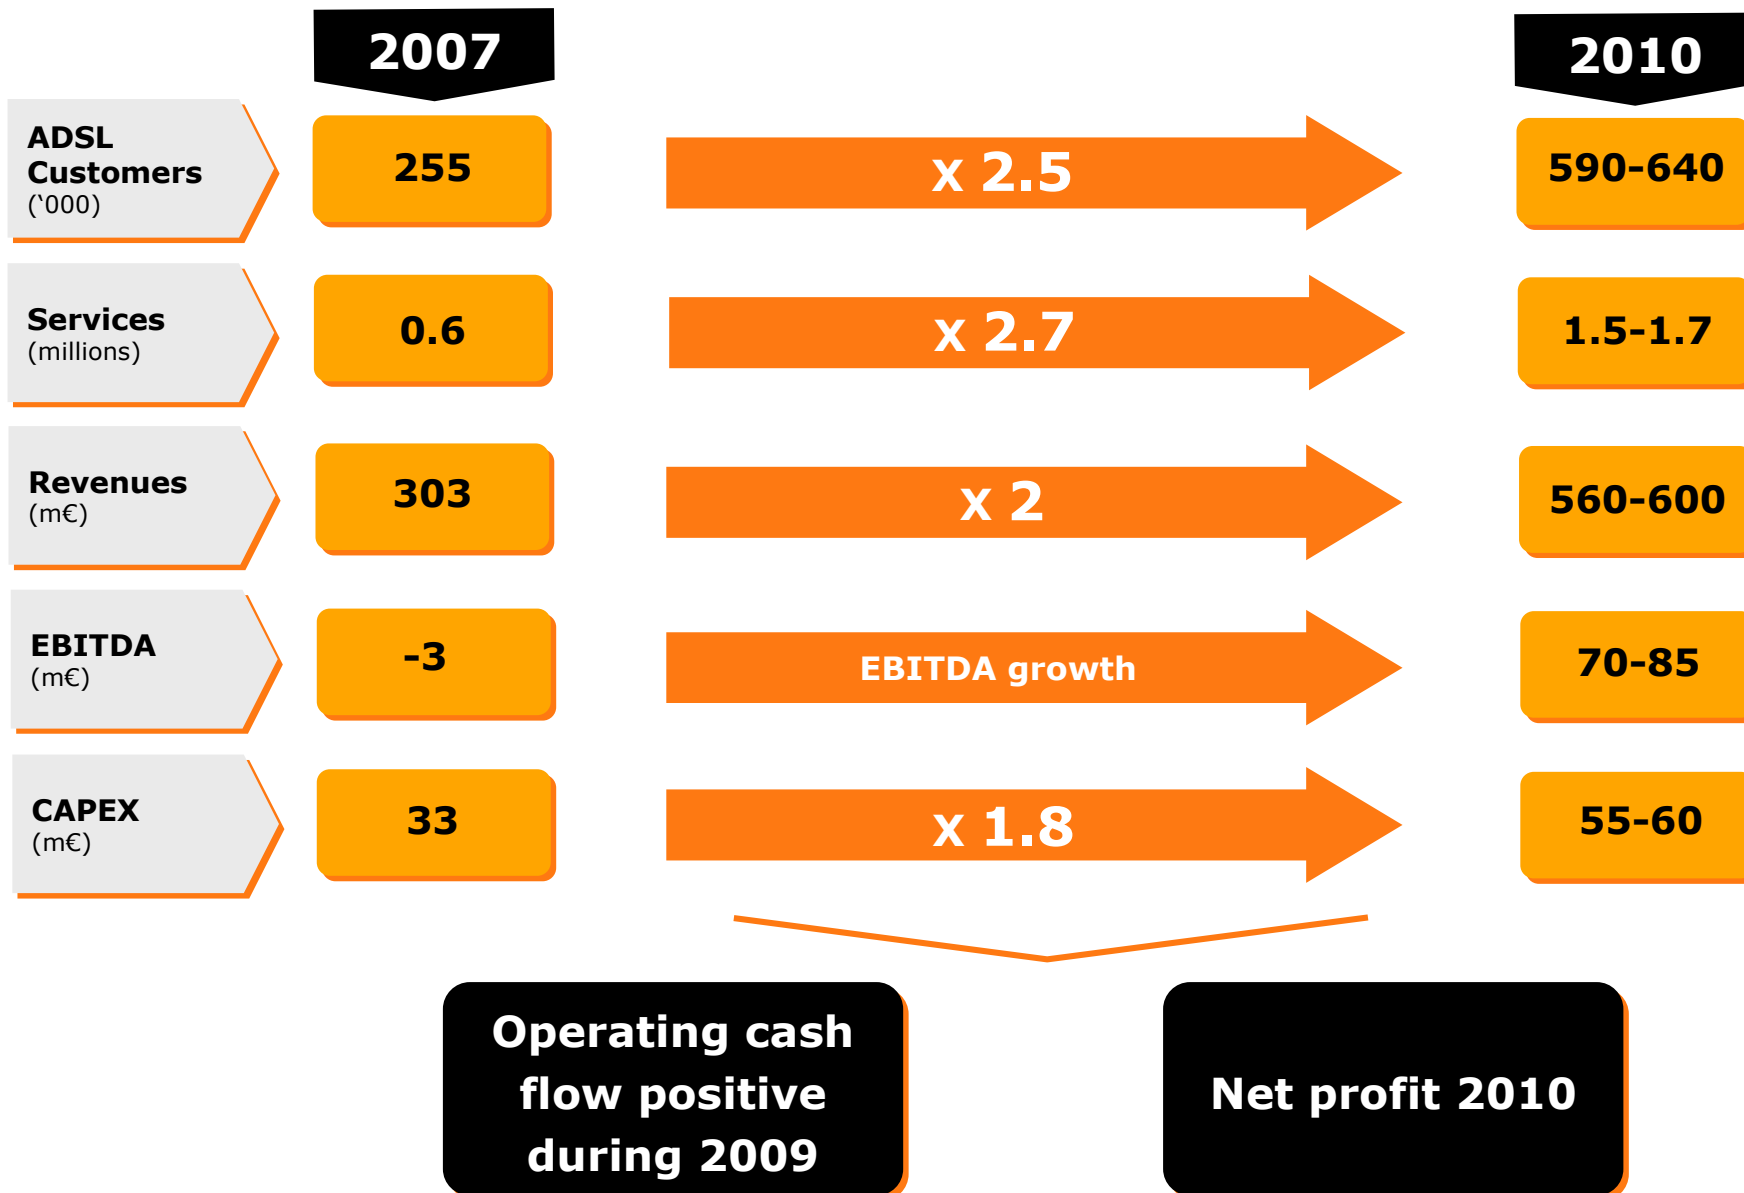 2007
2010
ADSL
Customers
(‘000)
255
x 2.5
590-640
Services
(millions)
0.6
x 2.7
1.5-1.7
Revenues
(m€)
303
x 2
560-600
EBITDA
(m€)
-3
EBITDA growth
70-85
CAPEX
(m€)
33
x 1.8
55-60
Operating cash
flow positive
during 2009
Net profit 2010